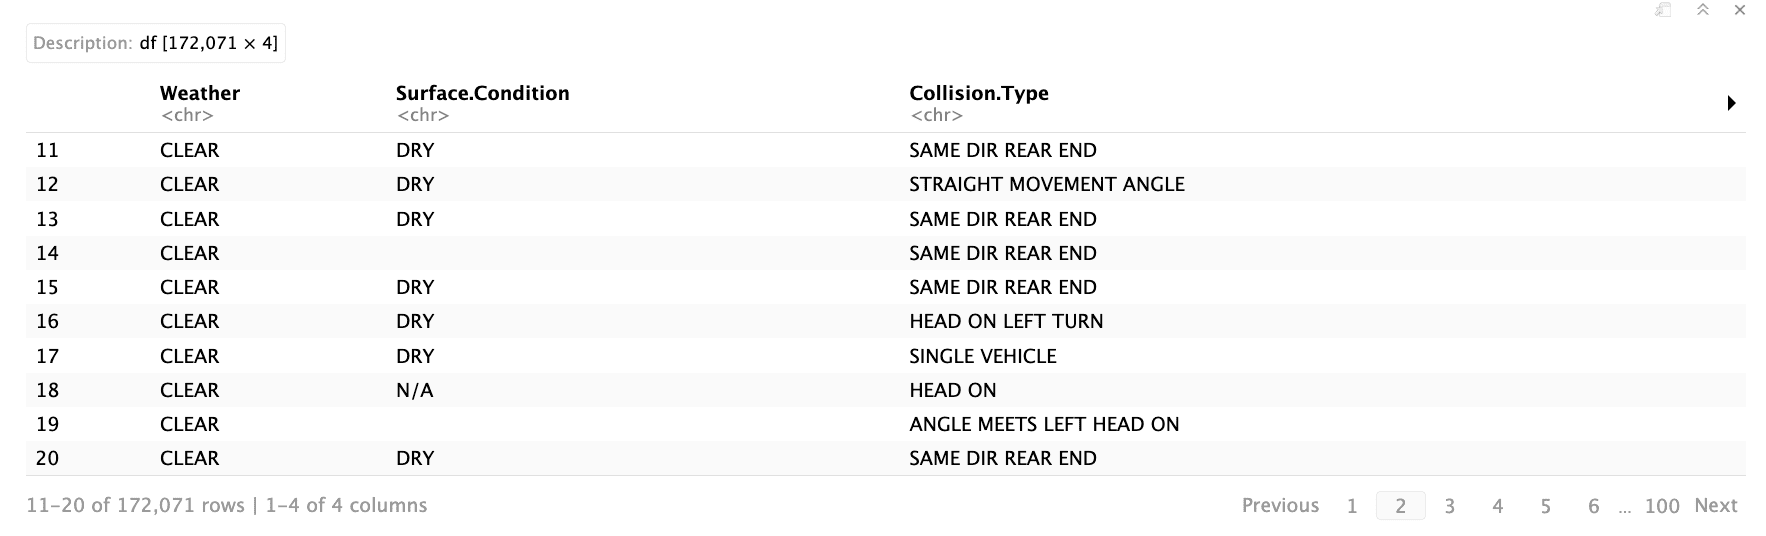 Description: df [172,071 × 4]
Weather Surface.Condition Collision.Type
<chr> <chr> <chr>
11 CLEAR DRY SAME DIR REAR END
12 CLEAR DRY STRAIGHT MOVEMENT ANGLE
13 CLEAR DRY SAME DIR REAR END
14 CLEAR SAME DIR REAR END
15 CLEAR DRY SAME DIR REAR END
16 CLEAR DRY HEAD ON LEFT TURN
17 CLEAR DRY SINGLE VEHICLE
18 CLEAR N/A HEAD ON
19 CLEAR ANGLE MEETS LEFT HEAD ON
20 CLEAR DRY SAME DIR REAR END
11–20 of 172,071 rows | 1–4 of 4 columns Previous 1 2 3 4 5 6 ... 100 Next